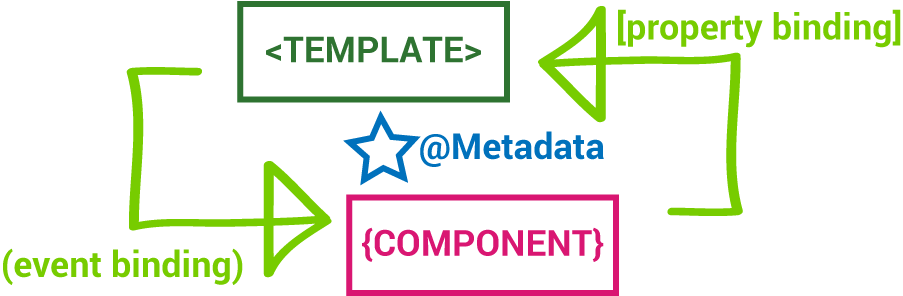 <TEMPLATE>
[property binding]
@Metadata
{COMPONENT}
(event binding)